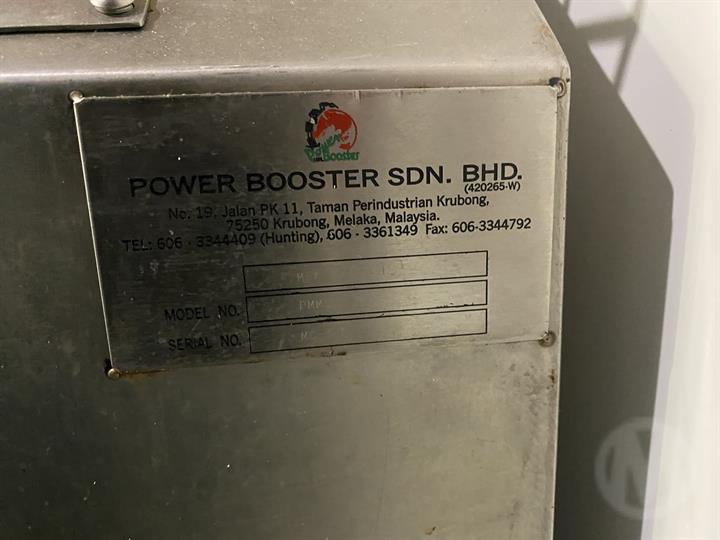 Power
Booster
POWER BOOSTER SDN. BHD.
(420265-W)
No. 19, Jalan PK 11, Taman Perindustrian Krubong,
75250 Krubong, Melaka, Malaysia.
TEL: 606 - 3344409 (Hunting), 606 - 3361349 Fax: 606-3344792
MODEL NO.
SERIAL NO.